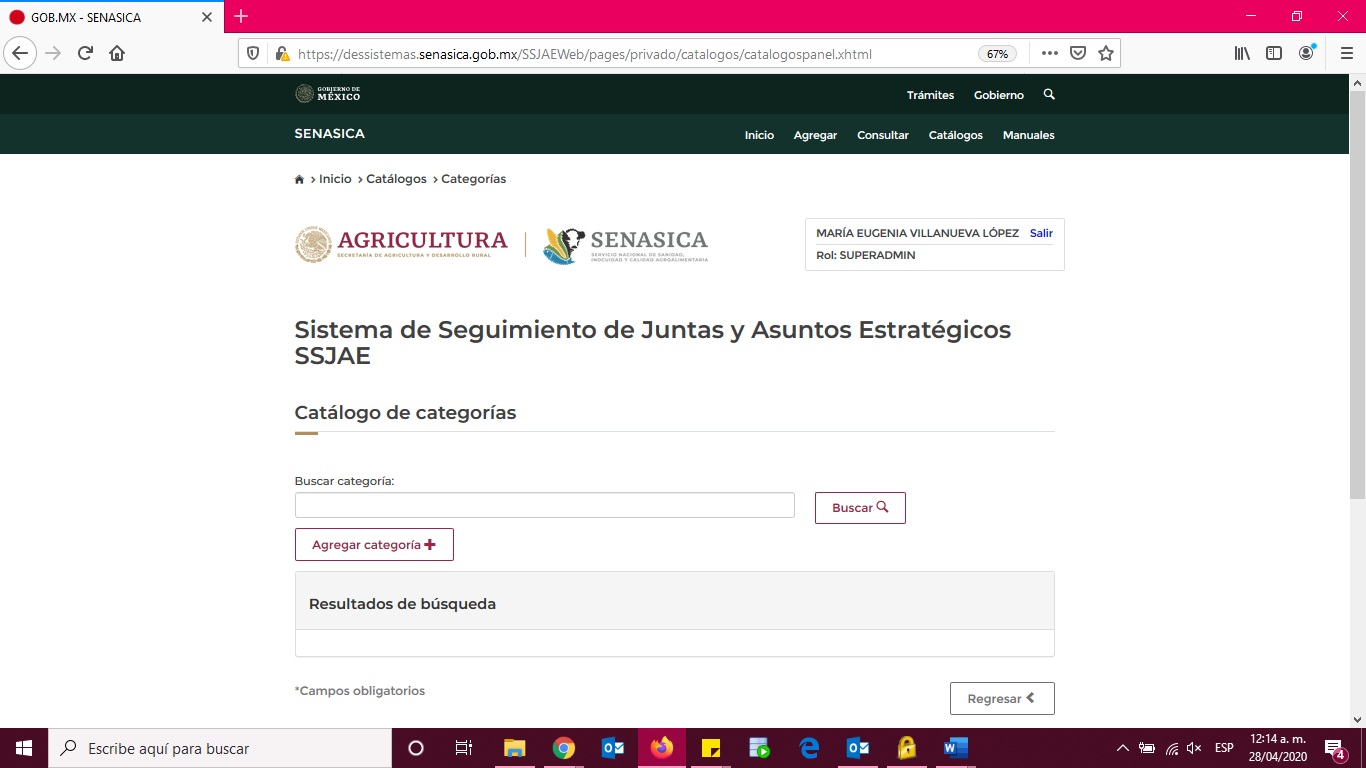 GOB.MX - SENASICA
https://dessistemas.senasica.gob.mx/SSJAEWeb/pages/privado/catalogos/catalogospanel.xhtml
67%
GOBIERNO DE
MÉXICO
Trámites
Gobierno
SENASICA
Inicio
Agregar
Consultar
Catálogos
Manuales
Inicio
Catálogos
Categorías
AGRICULTURA
SECRETARÍA DE AGRICULTURA Y DESARROLLO RURAL
SENASICA
SERVICIO NACIONAL DE SANIDAD,
INOCUIDAD Y CALIDAD AGROALIMENTARIA
MARÍA EUGENIA VILLANUEVA LÓPEZ Salir
Rol: SUPERADMIN
Sistema de Seguimiento de Juntas y Asuntos Estratégicos
SSJAE
Catálogo de categorías
Buscar categoría:
Buscar
Agregar categoría
Resultados de búsqueda
*Campos obligatorios
Regresar
Escribe aquí para buscar
ESP
12:14 a. m.
28/04/2020
4